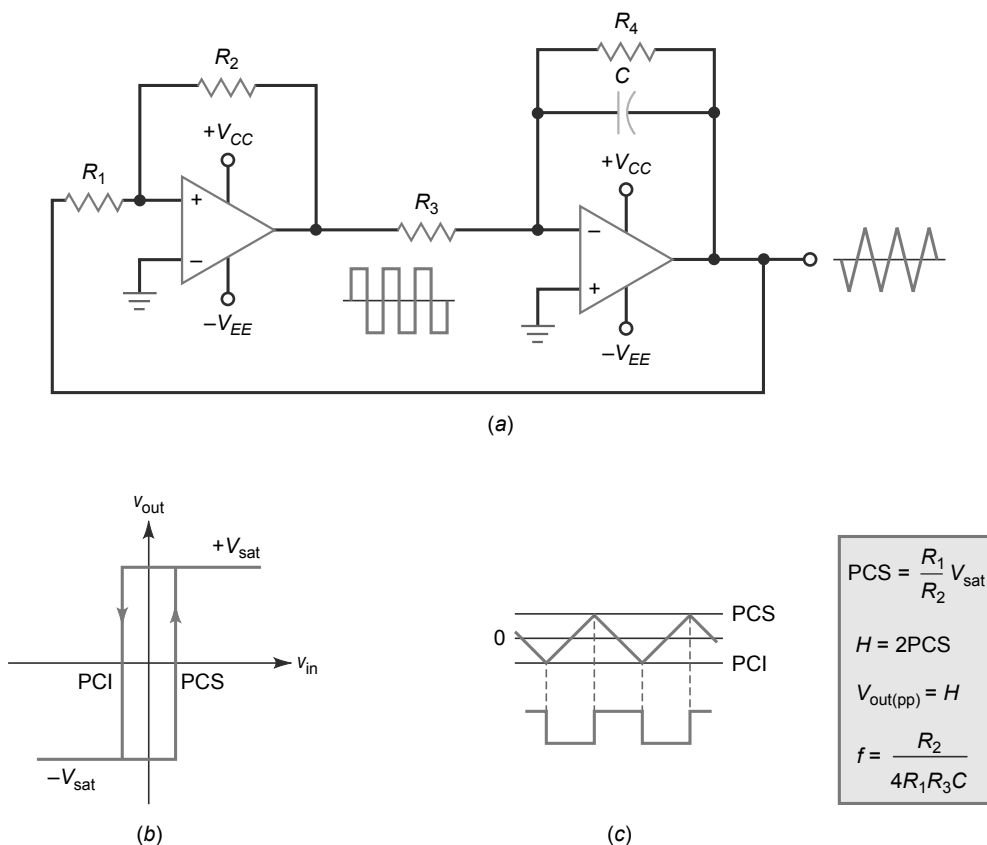 R4
R2
C
+VCC
+VCC
R1
+
R3
−
−
+
−VEE
−VEE
(a)
vout
+Vsat
PCS = R1/R2 Vsat
PCS
0
vin
H = 2PCS
PCI
PCS
PCI
Vout(pp) = H
f = R2/4R1R3C
−Vsat
(b)
(c)